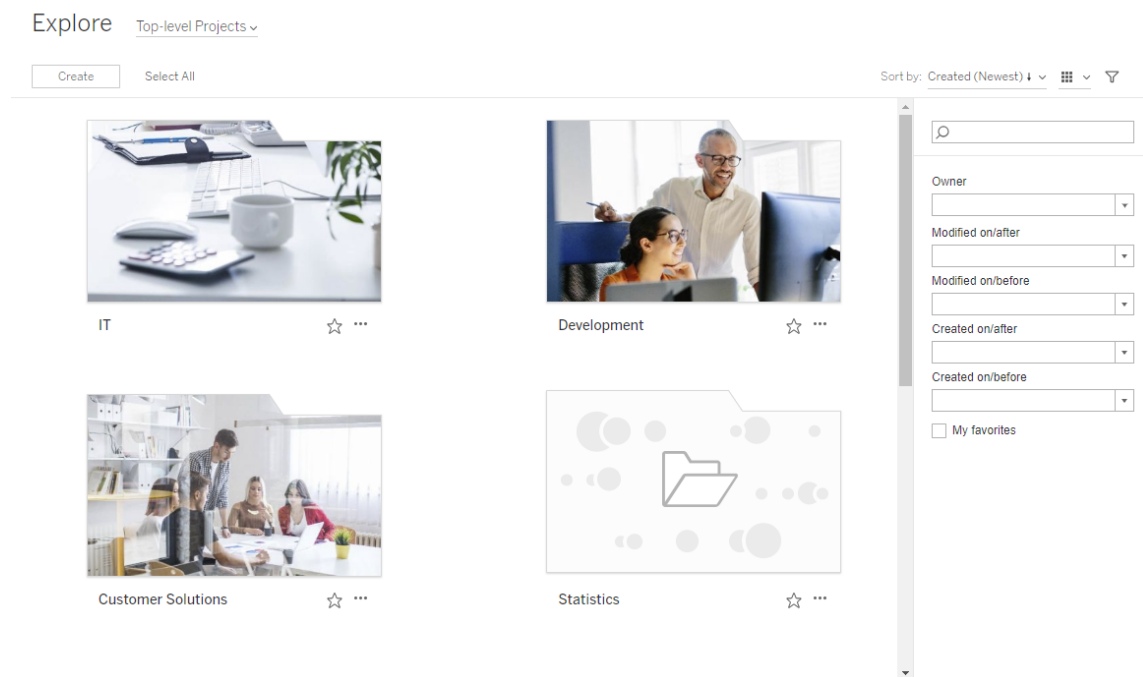 Explore Top-level Projects
Create Select All Sort by: Created (Newest)
IT
Development
Customer Solutions
Statistics
Owner
Modified on/after
Modified on/before
Created on/after
Created on/before
My favorites